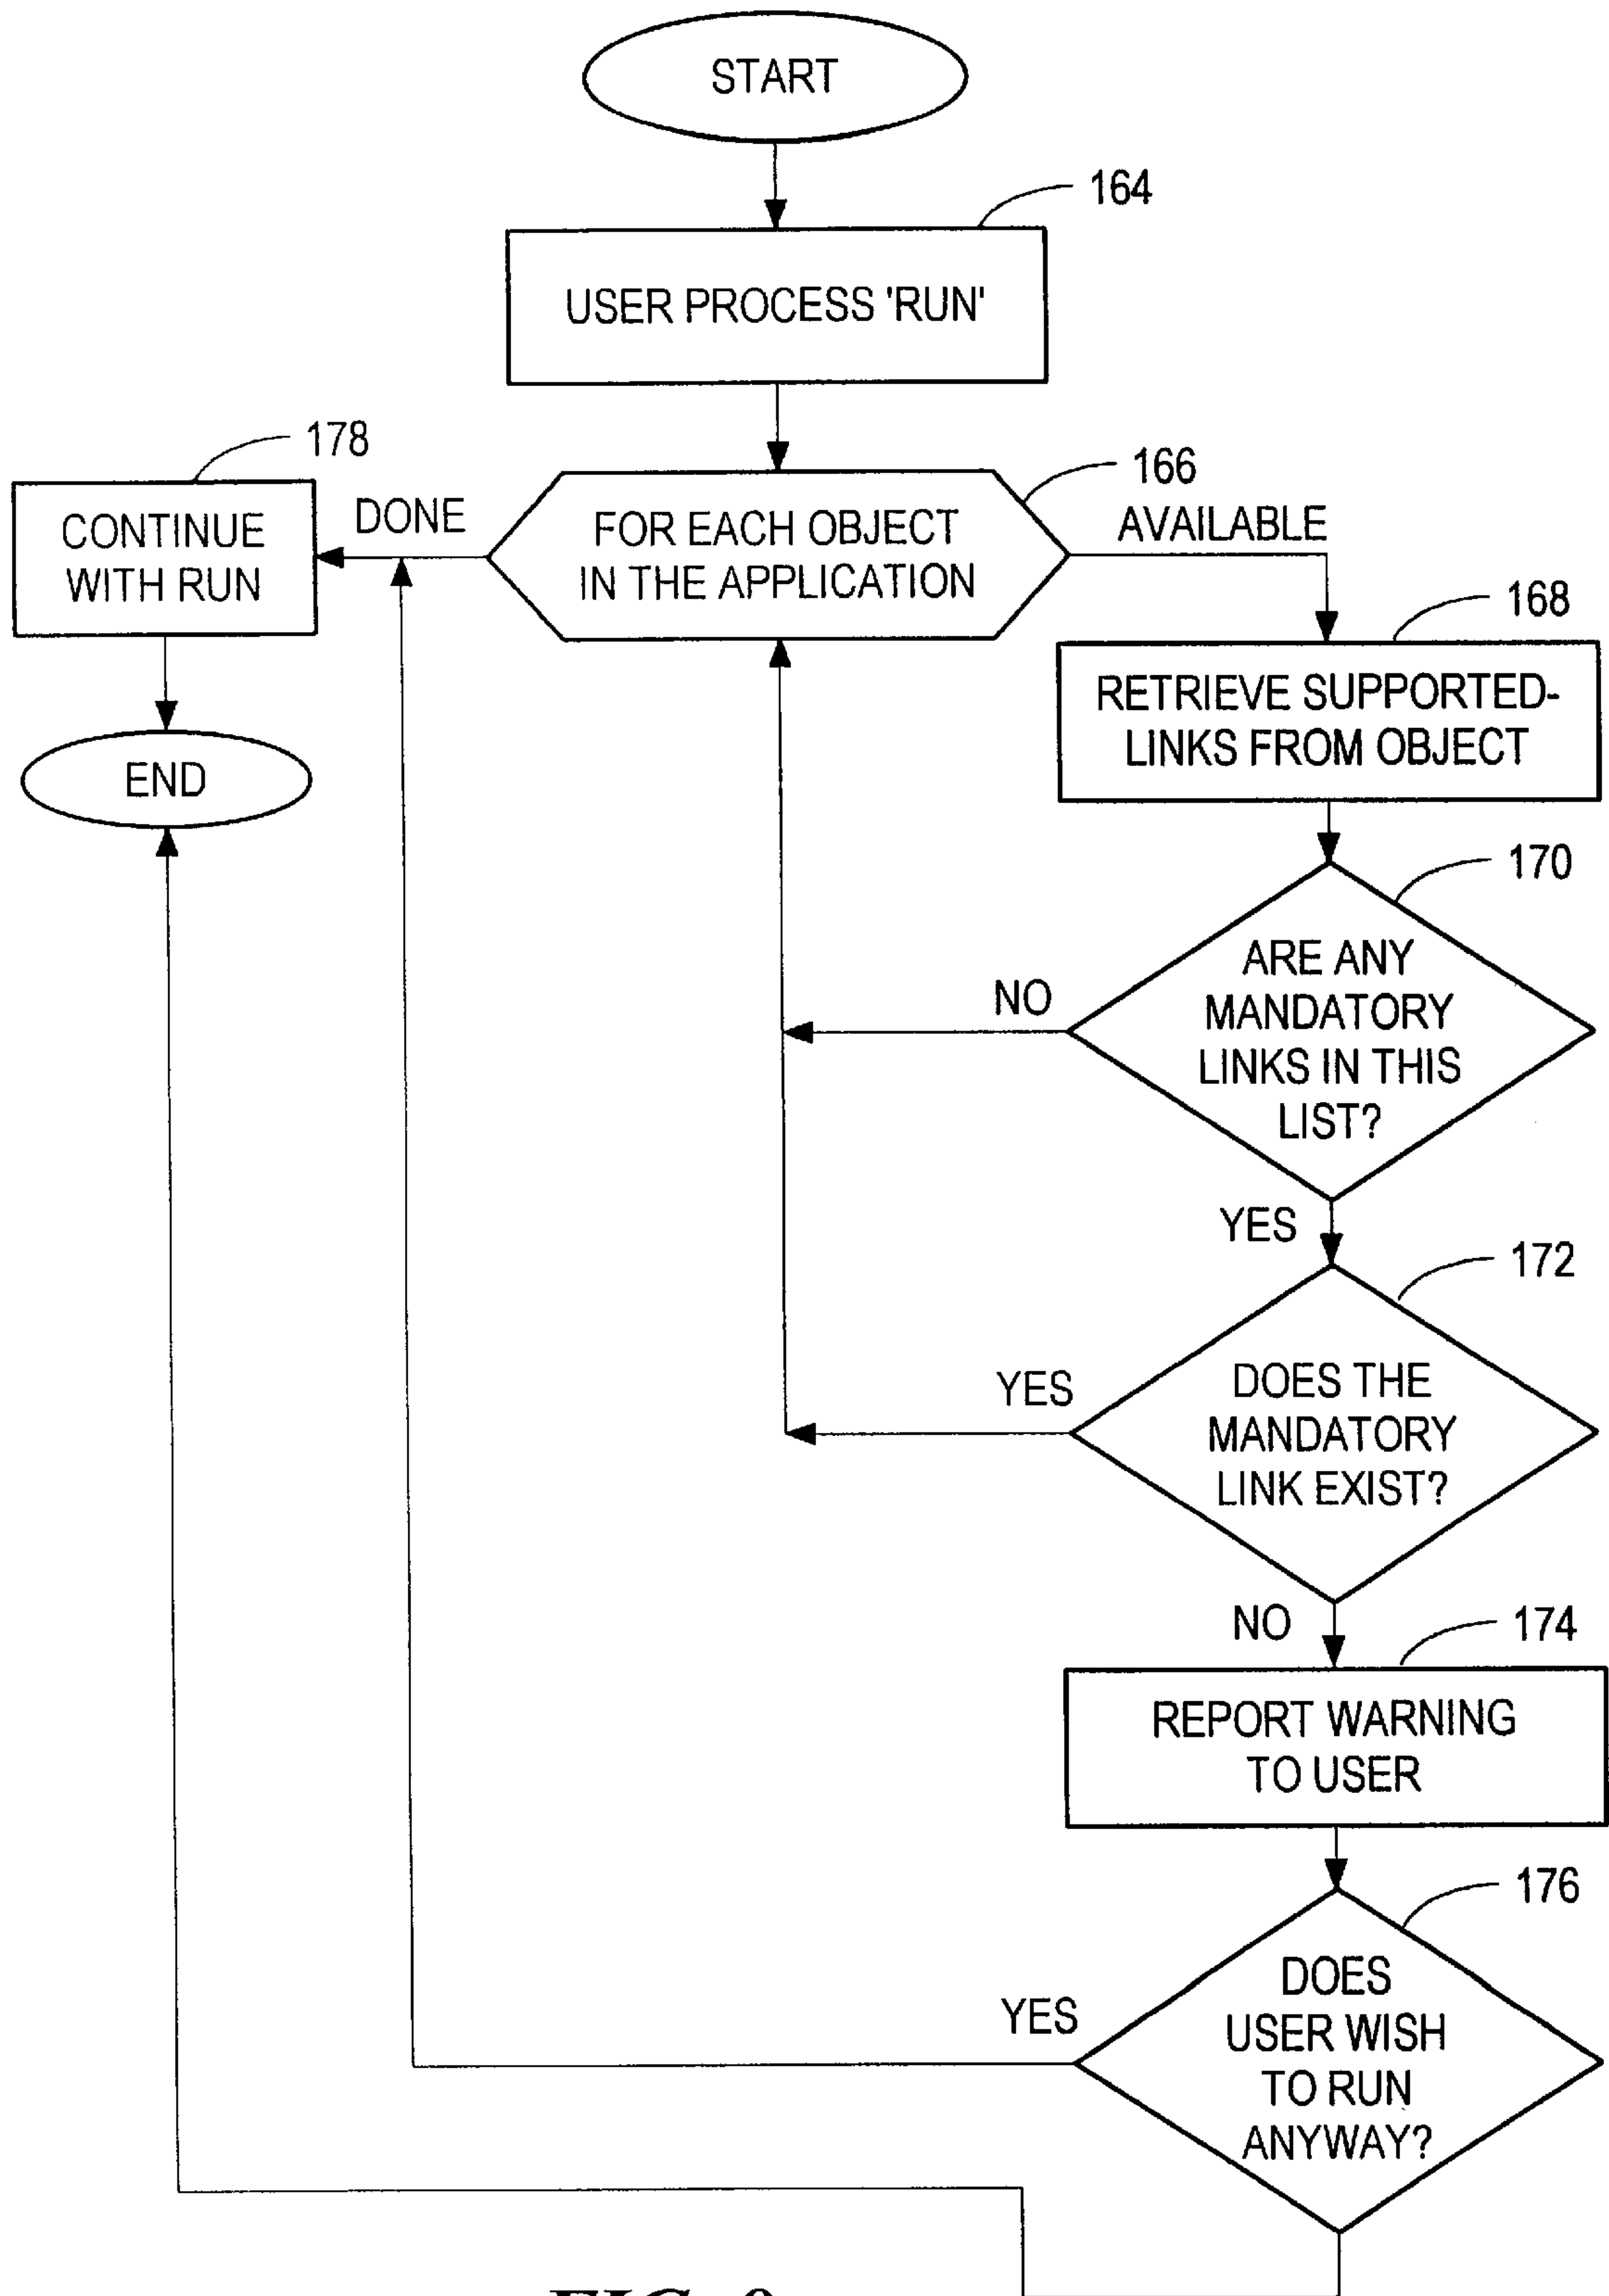 START
164
USER PROCESS 'RUN'
178
166
CONTINUE
WITH RUN
DONE
FOR EACH OBJECT
IN THE APPLICATION
AVAILABLE
168
RETRIEVE SUPPORTED-
LINKS FROM OBJECT
END
170
ARE ANY
MANDATORY
LINKS IN THIS
LIST?
NO
YES
172
DOES THE
MANDATORY
LINK EXIST?
YES
NO
174
REPORT WARNING
TO USER
176
DOES
USER WISH
TO RUN
ANYWAY?
YES